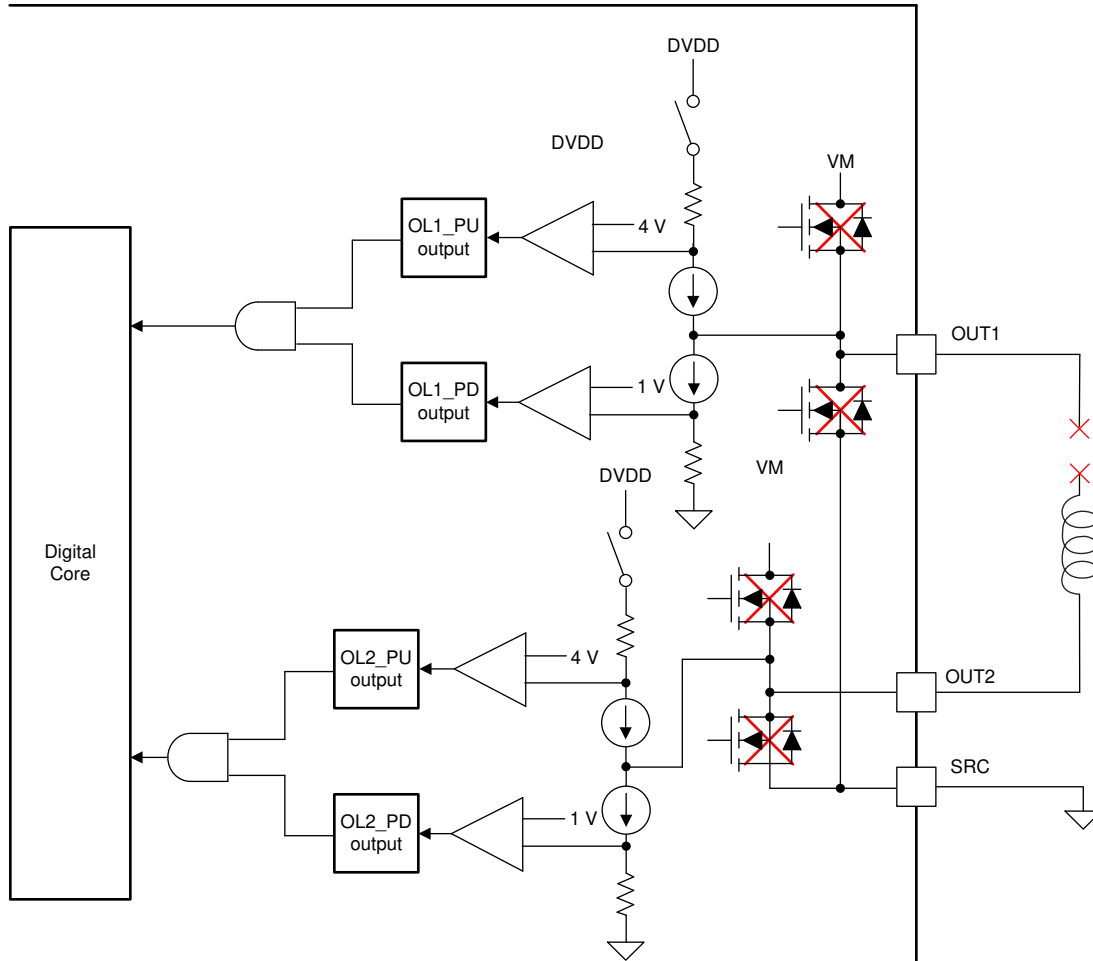 DVDD
DVDD
VM
OL1_PU
output
4 V
OUT1
OL1_PD
output
1 V
VM
DVDD
Digital
Core
OL2_PU
output
4 V
OUT2
SRC
OL2_PD
output
1 V